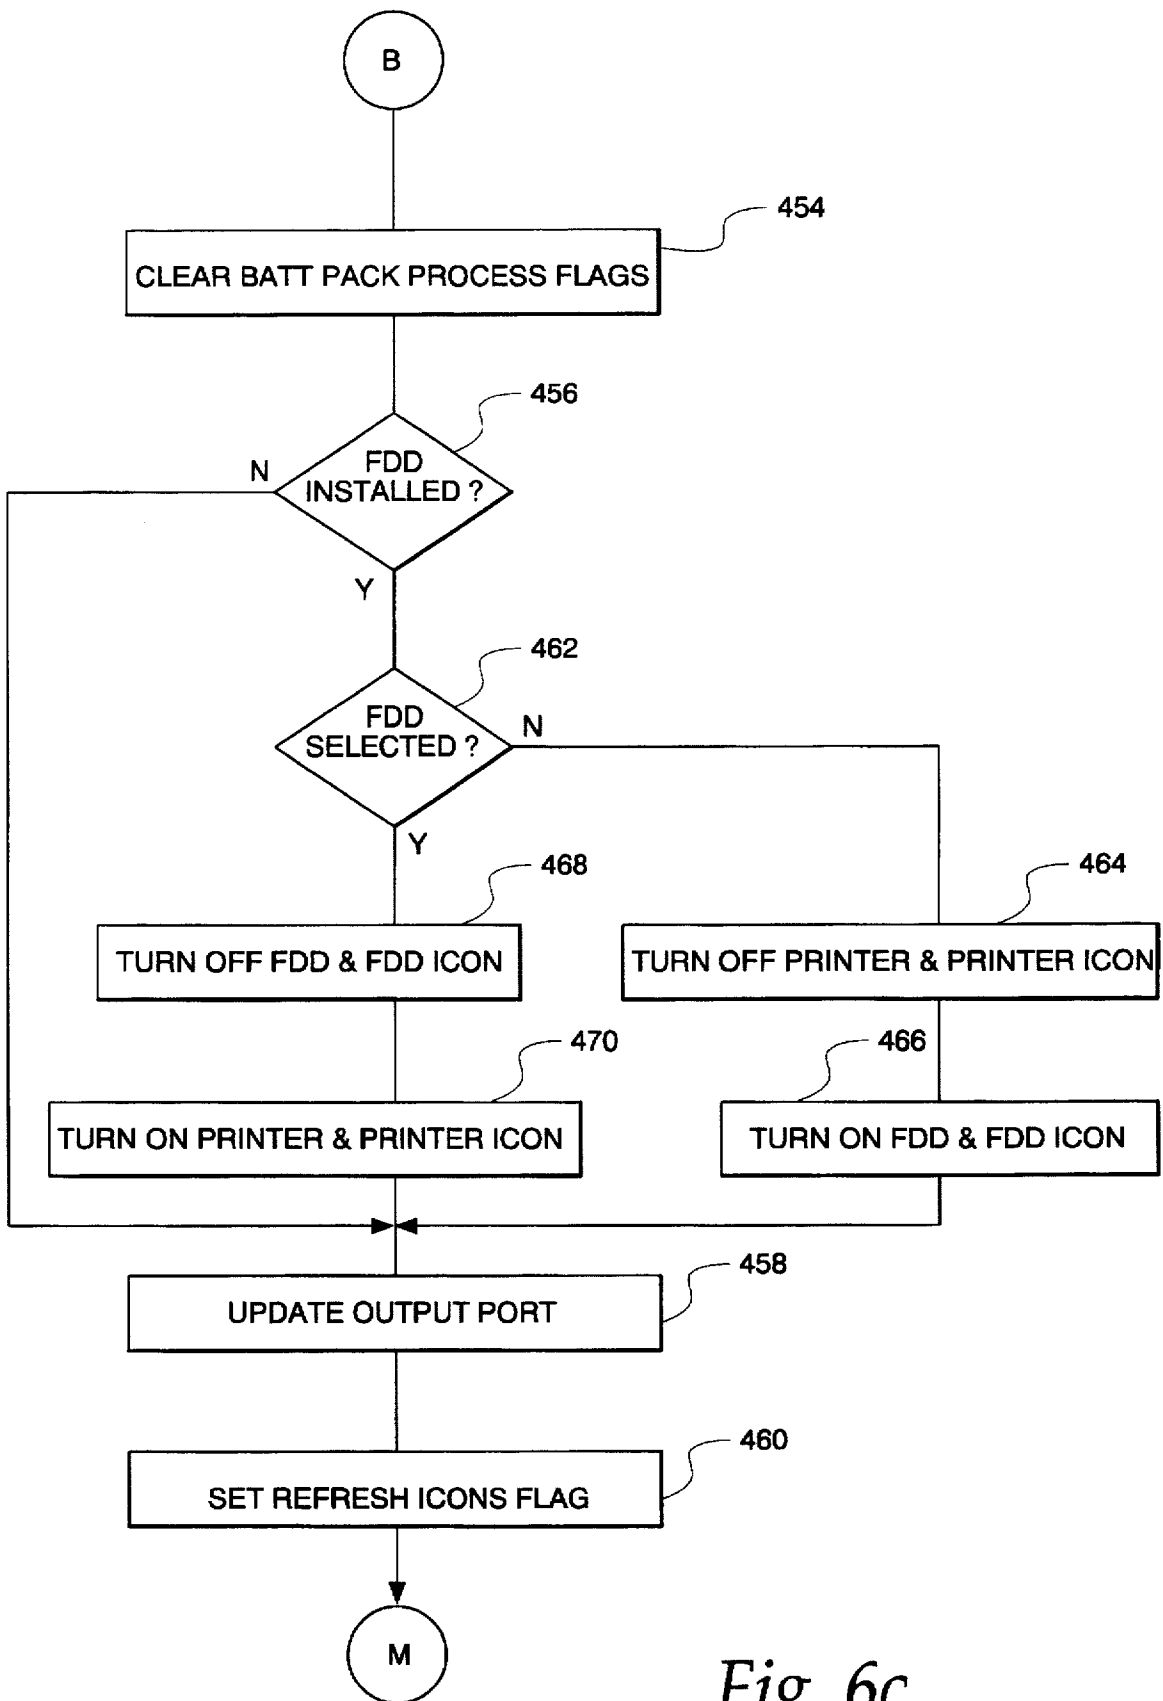 B
454
CLEAR BATT PACK PROCESS FLAGS
456
N
FDD
INSTALLED ?
Y
462
FDD
SELECTED ?
N
Y
468
464
TURN OFF FDD & FDD ICON
TURN OFF PRINTER & PRINTER ICON
470
466
TURN ON PRINTER & PRINTER ICON
TURN ON FDD & FDD ICON
458
UPDATE OUTPUT PORT
460
SET REFRESH ICONS FLAG
M
Fig. 6c